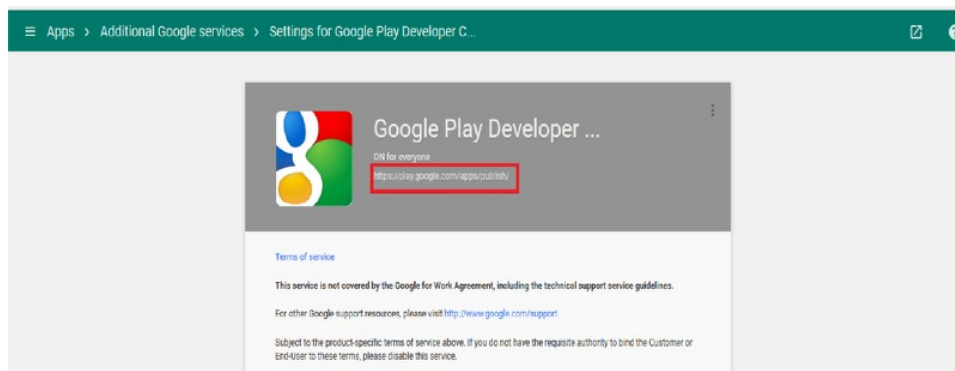 Apps > Additional Google services > Settings for Google Play Developer C...
Google Play Developer ...
ON for everyone
https://play.google.com/apps/publish/
Terms of service
This service is not covered by the Google for Work Agreement, including the technical support service guidelines.
For other Google support resources, please visit http://www.google.com/support
Subject to the product-specific terms of service above. If you do not have the requisite authority to bind the Customer or
End-User to these terms, please disable this service.